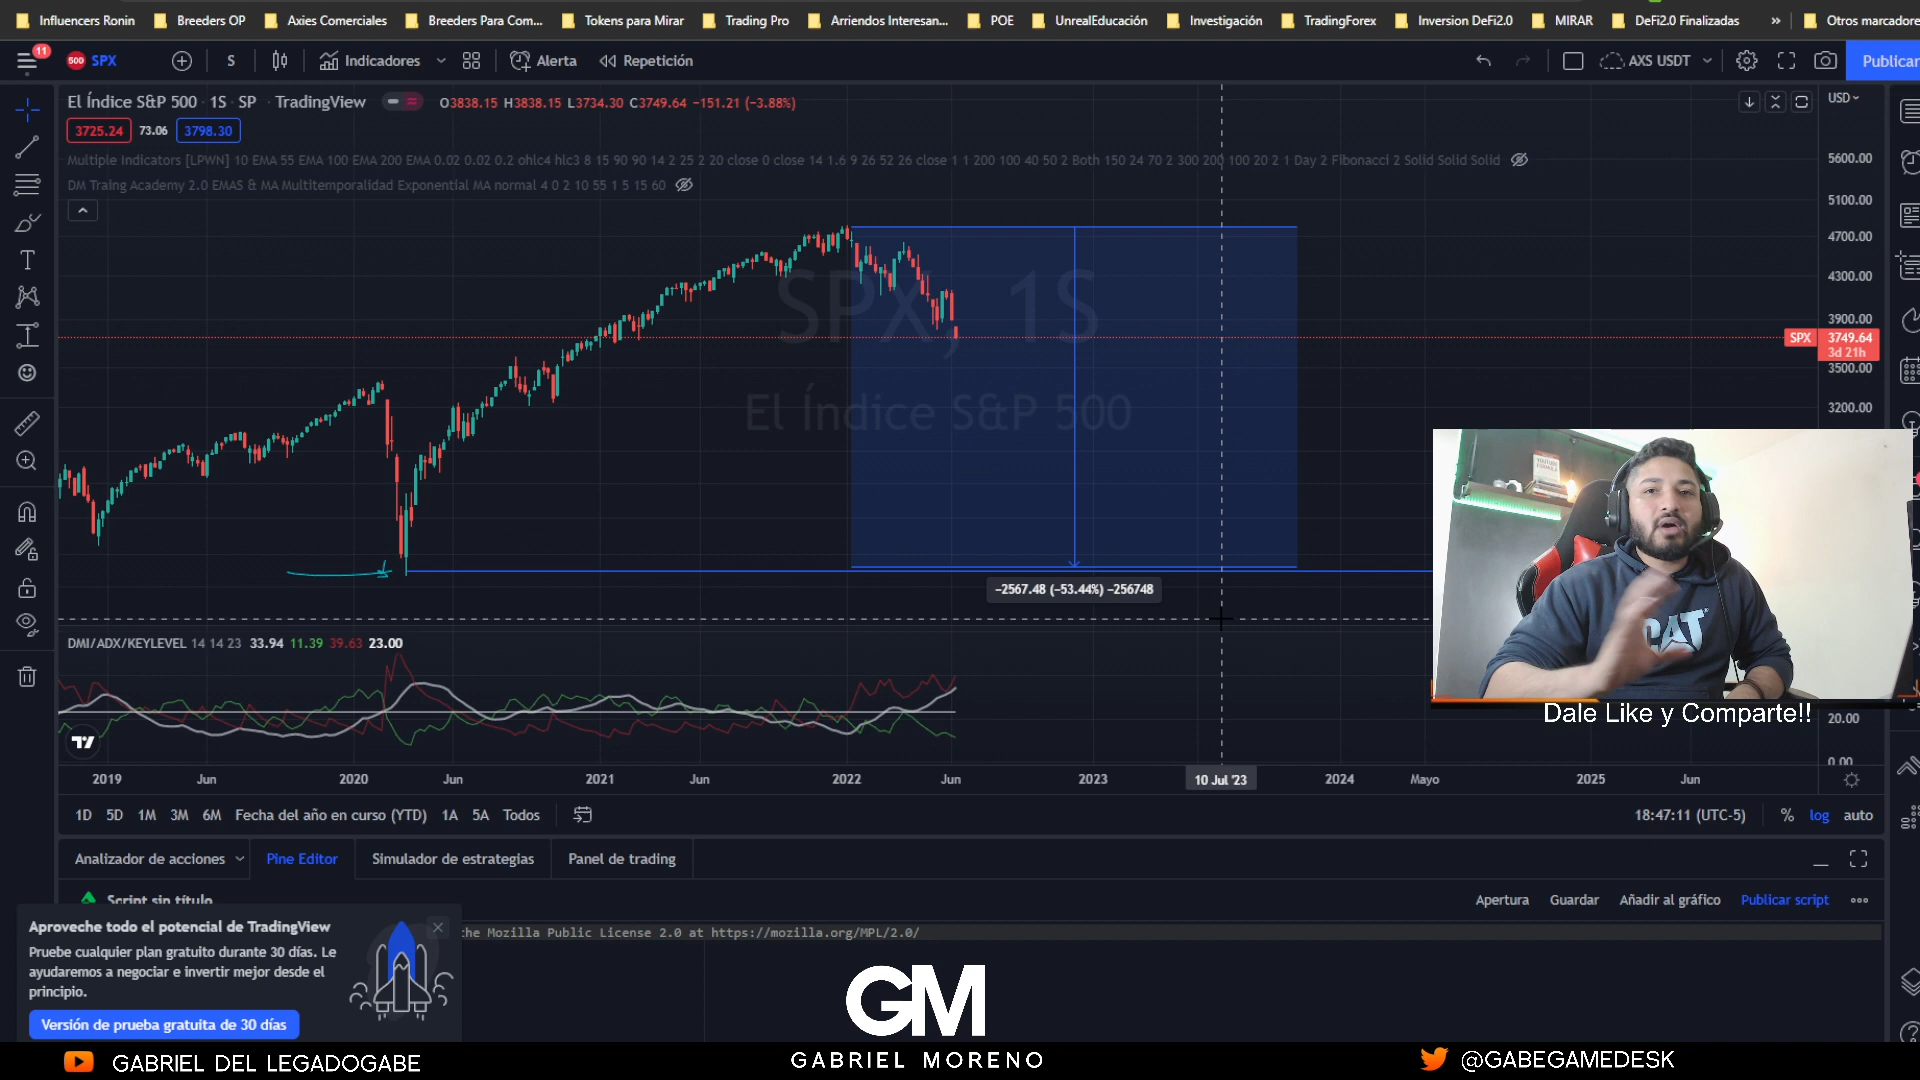 Influencers Ronin Breeders OP Axies Comerciales Breeders Para Com... Tokens para Mirar Trading Pro Arriendos Interesan... POE UnrealEducación Investigación TradingForex Inversion DeFi2.0 MIRAR DeFi2.0 Finalizadas » Otros marcadore
11 500 SPX S Indicadores Alerta Repetición AXS USDT Publicar
El Índice S&P 500 · 1S · SP · TradingView O3838.15 H3838.15 L3734.30 C3749.64 −151.21 (−3.88%) USD
3725.24 73.06 3798.30
Multiple Indicators [LPWN] 10 EMA 55 EMA 100 EMA 200 EMA 0.02 0.02 0.2 ohlc4 hlc3 8 15 90 90 14 2 25 2 20 close 0 close 14 1.6 9 26 52 26 close 1 1 200 100 40 50 2 Both 150 24 70 2 300 200 100 20 2 1 Day 2 Fibonacci 2 Solid Solid Solid
DM Traing Academy 2.0 EMAS & MA Multitemporalidad Exponential MA normal 4 0 2 10 55 1 5 15 60
5600.00
5100.00
4700.00
4300.00
3900.00
SPX 3749.64
3d 21h
3500.00
3200.00
SPX, 1S
El Índice S&P 500
YOUTUBE
FORMULA
CAT
−2567.48 (−53.44%) −256748
DMI/ADX/KEYLEVEL 14 14 23 33.94 11.39 39.63 23.00
Dale Like y Comparte!!
20.00
0.00
2019 Jun 2020 Jun 2021 Jun 2022 Jun 2023 10 Jul '23 2024 Mayo 2025 Jun
1D 5D 1M 3M 6M Fecha del año en curso (YTD) 1A 5A Todos 18:47:11 (UTC-5) % log auto
Analizador de acciones Pine Editor Simulador de estrategias Panel de trading
Script sin título Apertura Guardar Añadir al gráfico Publicar script
Aproveche todo el potencial de TradingView
Pruebe cualquier plan gratuito durante 30 días. Le
ayudaremos a negociar e invertir mejor desde el
principio.
Versión de prueba gratuita de 30 días
the Mozilla Public License 2.0 at https://mozilla.org/MPL/2.0/
GM
GABRIEL MORENO
GABRIEL DEL LEGADOGABE
@GABEGAMEDESK